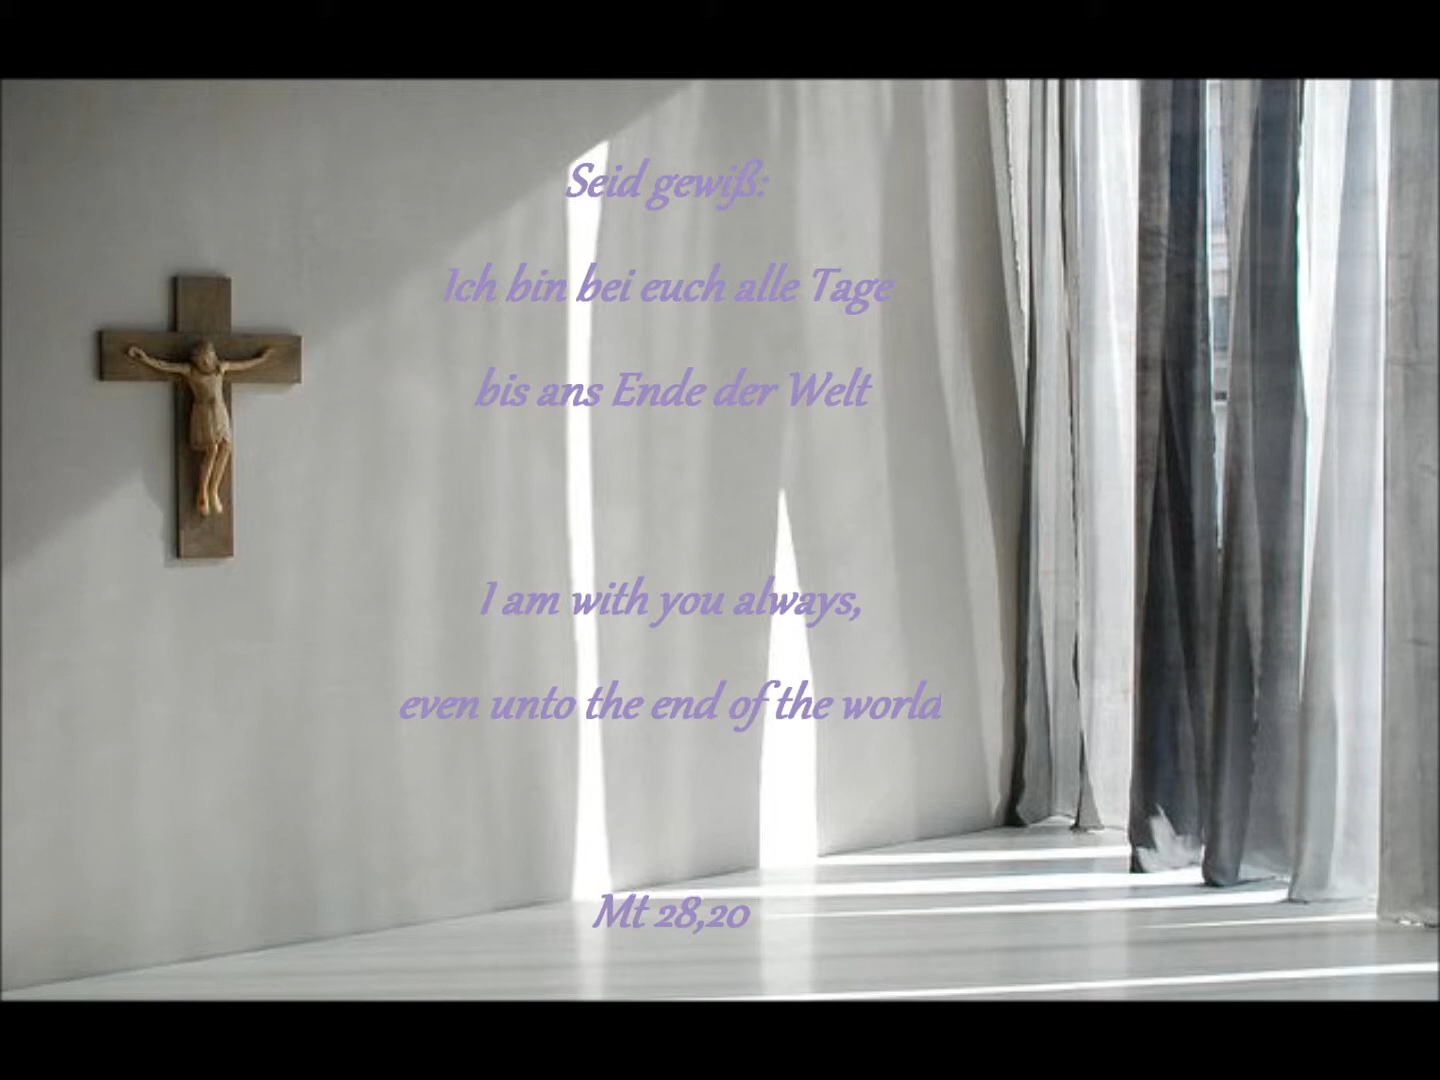 Seid gewiß:
Ich bin bei euch alle Tage
bis ans Ende der Welt
I am with you always,
even unto the end of the world
Mt 28,20